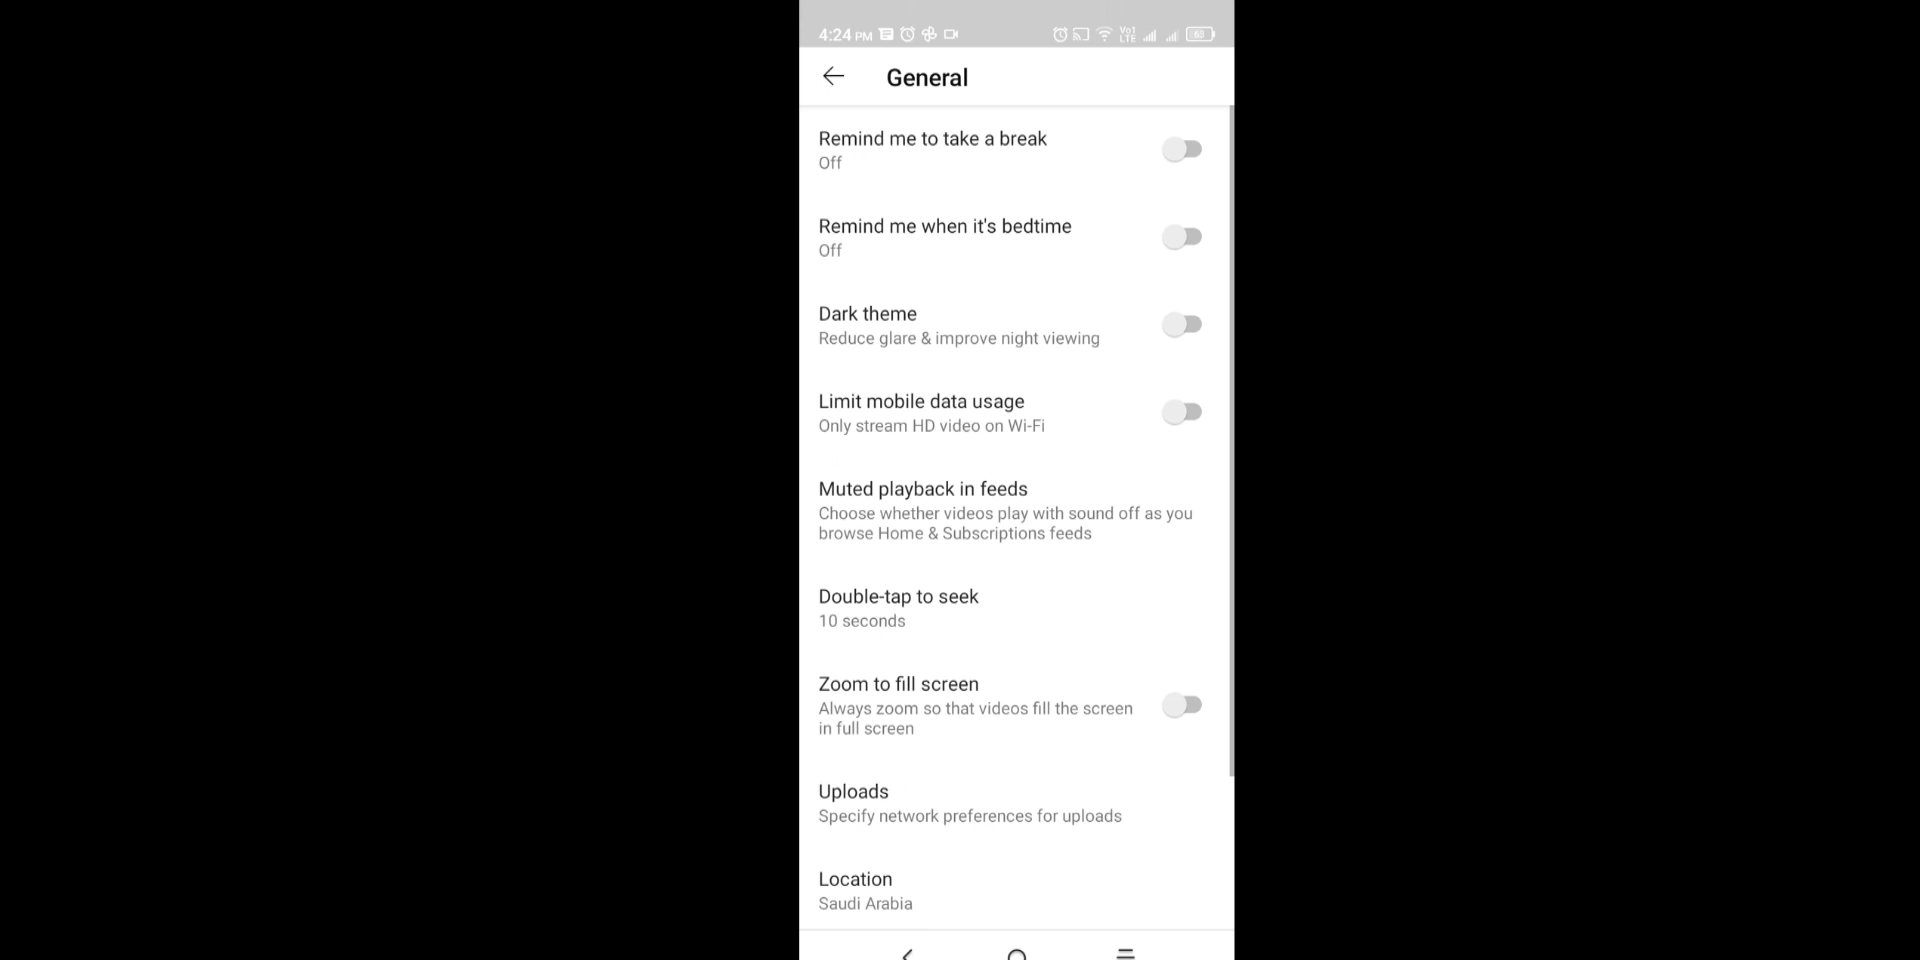 4:24 PM
Vo1
LTE
63
General
Remind me to take a break
Off
Remind me when it's bedtime
Off
Dark theme
Reduce glare & improve night viewing
Limit mobile data usage
Only stream HD video on Wi-Fi
Muted playback in feeds
Choose whether videos play with sound off as you
browse Home & Subscriptions feeds
Double-tap to seek
10 seconds
Zoom to fill screen
Always zoom so that videos fill the screen
in full screen
Uploads
Specify network preferences for uploads
Location
Saudi Arabia